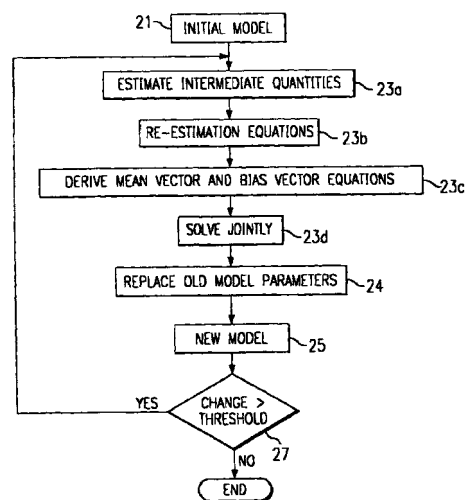 21
INITIAL MODEL
ESTIMATE INTERMEDIATE QUANTITIES
23a
RE-ESTIMATION EQUATIONS
23b
DERIVE MEAN VECTOR AND BIAS VECTOR EQUATIONS
23c
SOLVE JOINTLY
23d
REPLACE OLD MODEL PARAMETERS
24
NEW MODEL
25
YES
CHANGE >
THRESHOLD
27
NO
END